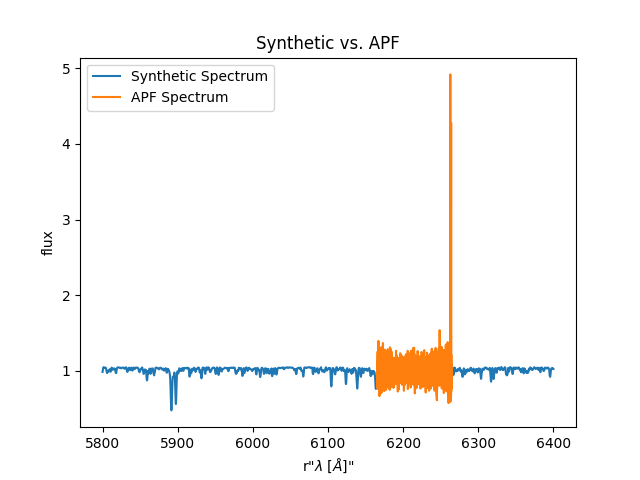 Synthetic vs. APF
Synthetic Spectrum
APF Spectrum
flux
5
4
3
2
1
5800 5900 6000 6100 6200 6300 6400
r"λ [Å]"